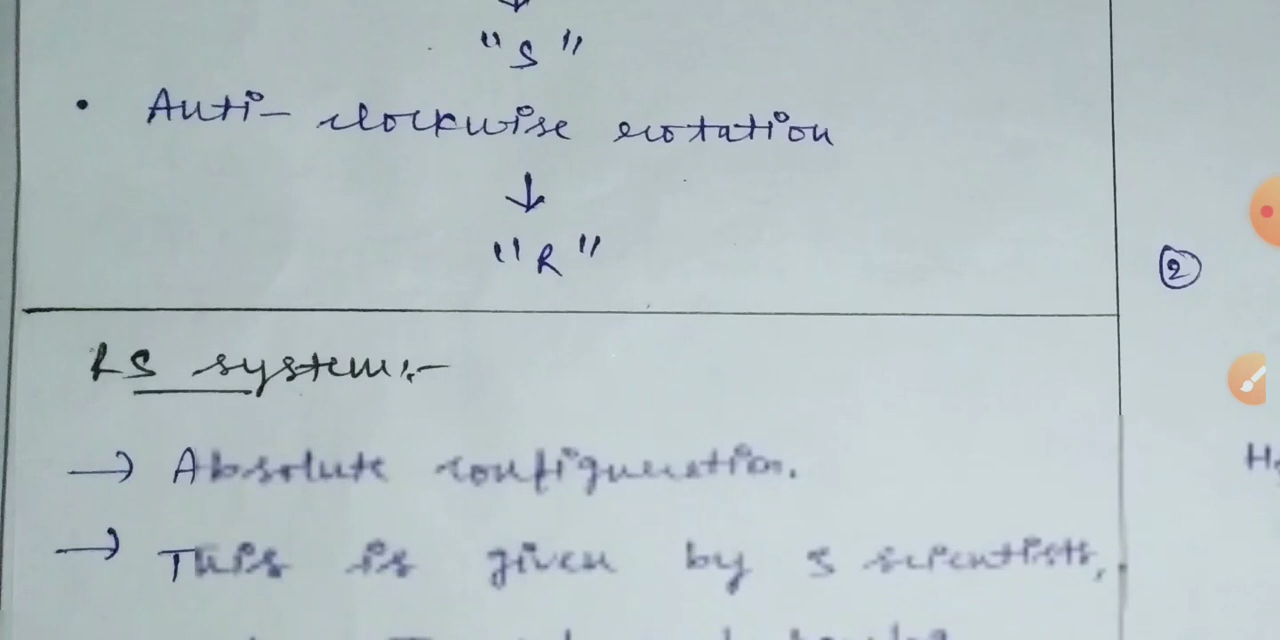 "S"
• Anti-clockwise rotation
↓
"R"
RS system:-
→ Absolute configuration.
→ This is given by 3 scientists,
2
H